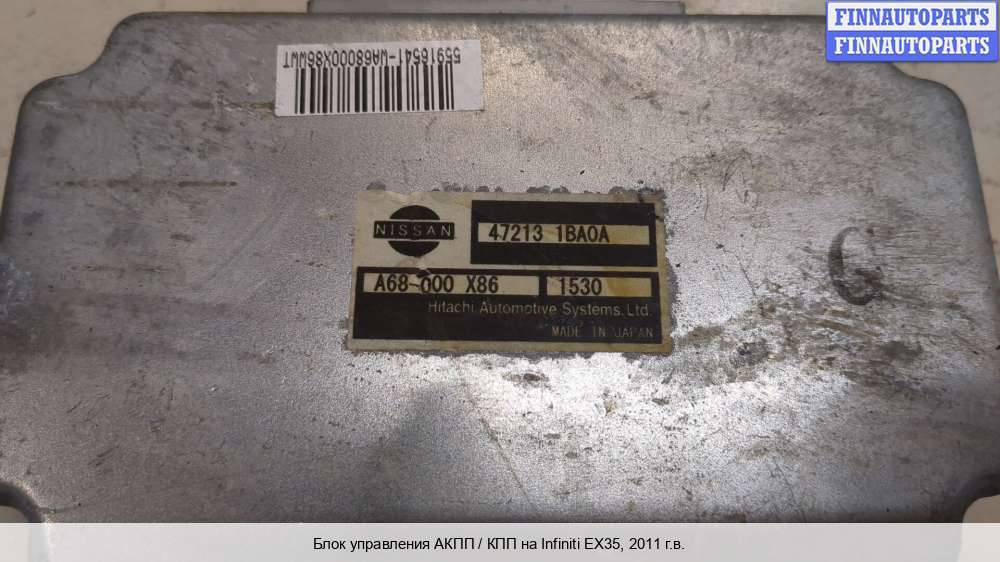 FINNAUTOPARTS
FINNAUTOPARTS
55916541-WA68000X86WWT
NISSAN
47213 1BA0A
A68-000 X86
1530
Hitachi Automotive Systems, Ltd.
MADE IN JAPAN
G
Блок управления АКПП / КПП на Infiniti EX35, 2011 г.в.